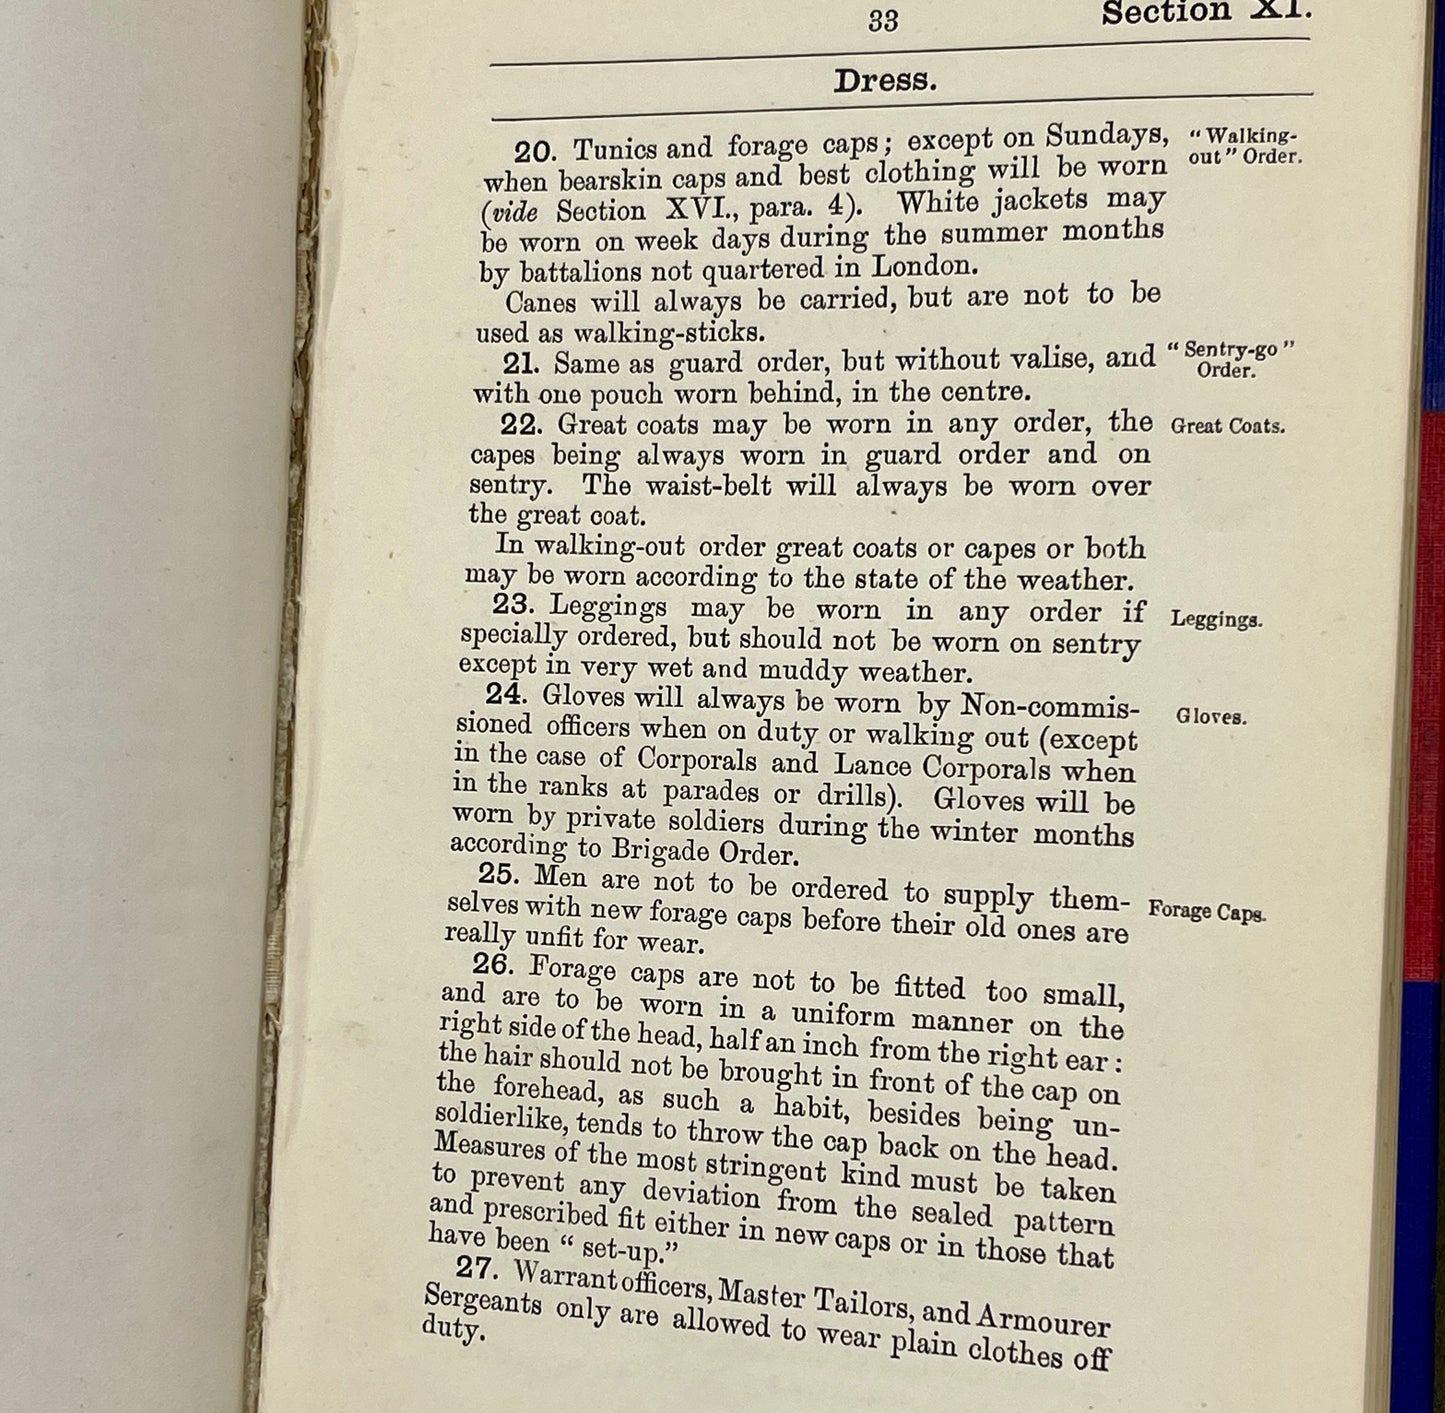 33
Section XI.
Dress.
20. Tunics and forage caps; except on Sundays,
"Walking-
out" Order.
when bearskin caps and best clothing will be worn
(vide Section XVI., para. 4). White jackets may
be worn on week days during the summer months
by battalions not quartered in London.
Canes will always be carried, but are not to be
used as walking-sticks.
21. Same as guard order, but without valise, and
"Sentry-go"
Order.
with one pouch worn behind, in the centre.
22. Great coats may be worn in any order, the
Great Coats.
capes being always worn in guard order and on
sentry. The waist-belt will always be worn over
the great coat.
In walking-out order great coats or capes or both
may be worn according to the state of the weather.
23. Leggings may be worn in any order if
Leggings.
specially ordered, but should not be worn on sentry
except in very wet and muddy weather.
24. Gloves will always be worn by Non-commis-
Gloves.
sioned officers when on duty or walking out (except
in the case of Corporals and Lance Corporals when
in the ranks at parades or drills). Gloves will be
worn by private soldiers during the winter months
according to Brigade Order.
25. Men are not to be ordered to supply them-
Forage Caps.
selves with new forage caps before their old ones are
really unfit for wear.
26. Forage caps are not to be fitted too small,
and are to be worn in a uniform manner on the
right side of the head, half an inch from the right ear:
the hair should not be brought in front of the cap on
the forehead, as such a habit, besides being un-
soldierlike, tends to throw the cap back on the head.
Measures of the most stringent kind must be taken
to prevent any deviation from the sealed pattern
and prescribed fit either in new caps or in those that
have been "set-up."
27. Warrant officers, Master Tailors, and Armourer
Sergeants only are allowed to wear plain clothes off
duty.